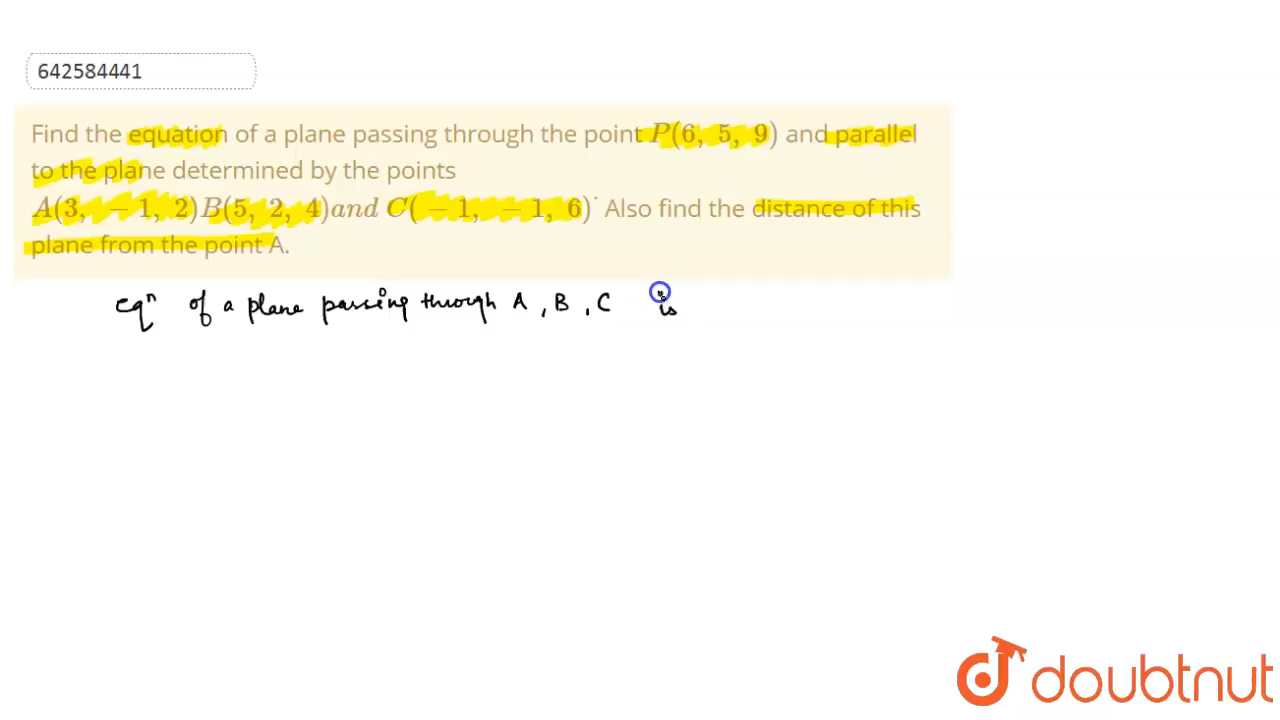 642584441
Find the equation of a plane passing through the point P(6, 5, 9) and parallel
to the plane determined by the points
A(3, −1, 2)B(5, 2, 4)and C(−1, −1, 6)˙ Also find the distance of this
plane from the point A.
eqⁿ of a plane passing through A, B, C is
doubtnut